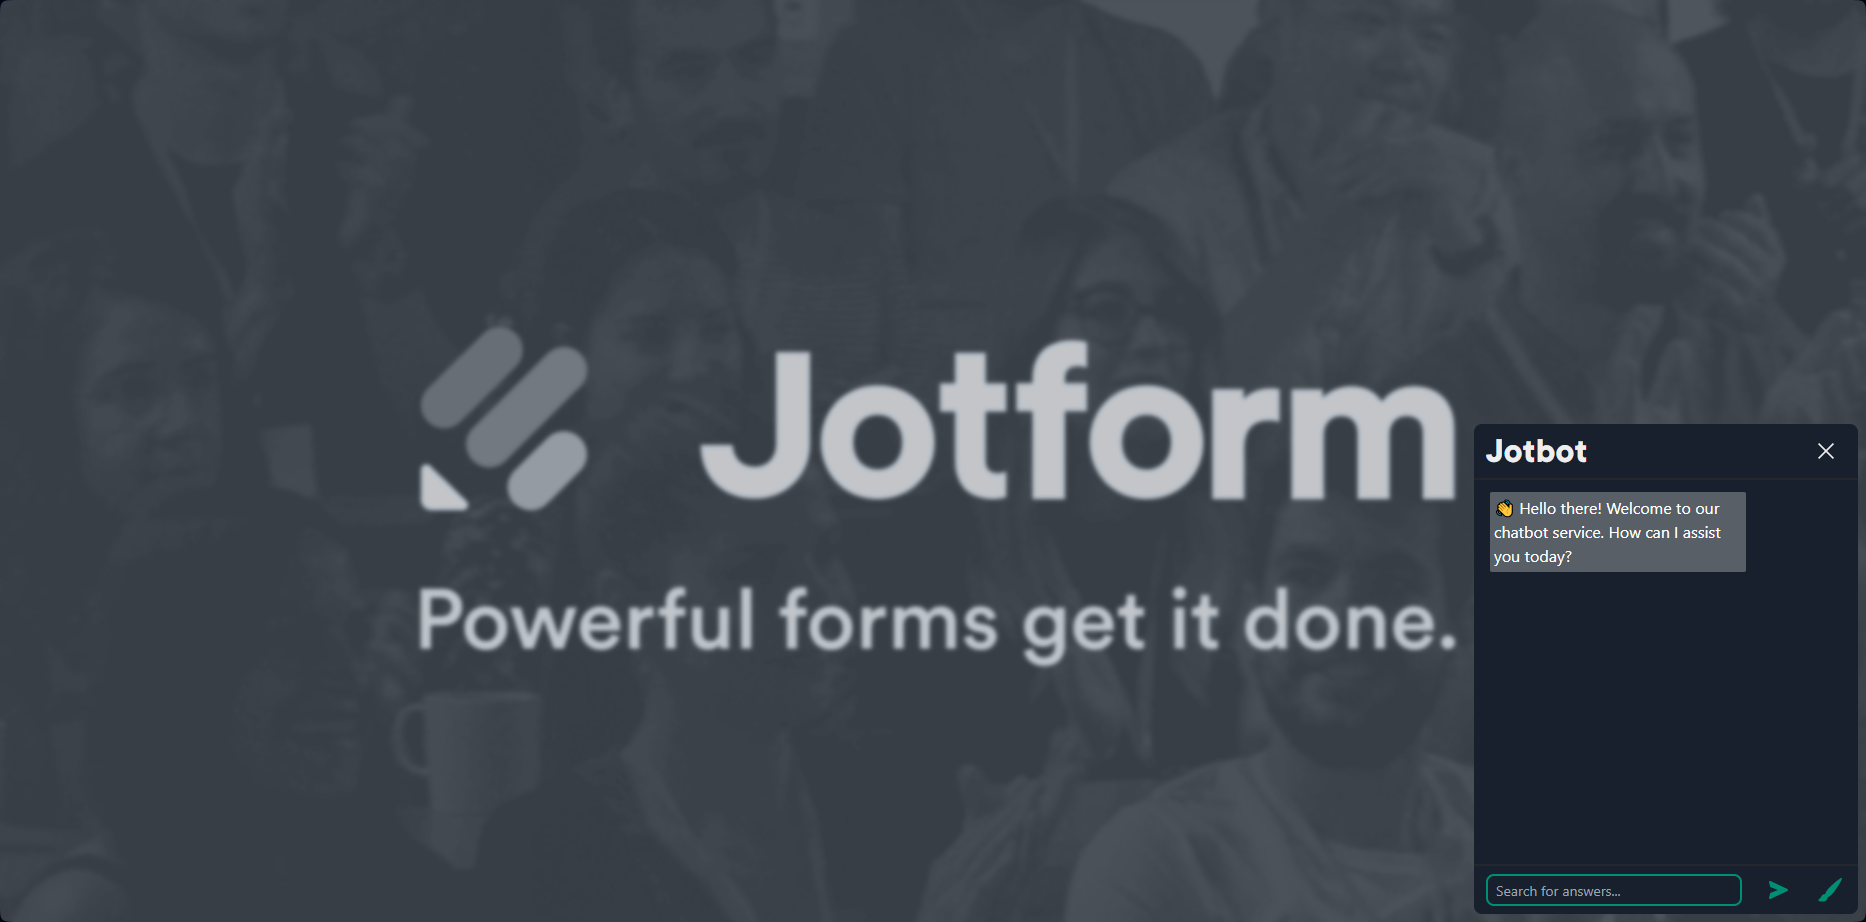 Jotform
Powerful forms get it done.
Jotbot
👋 Hello there! Welcome to our
chatbot service. How can I assist
you today?
Search for answers...